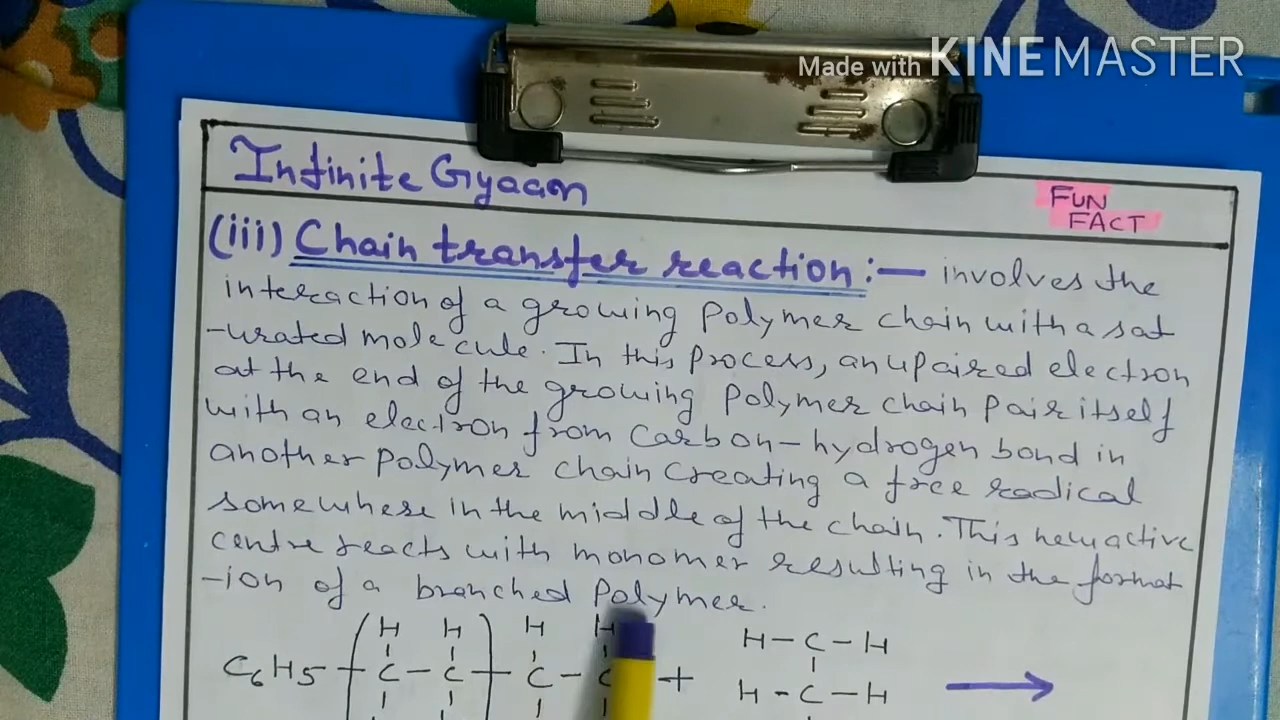 Made with KINEMASTER
Infinite Gyaan
FUN
FACT
(iii) Chain transfer reaction :— involves the
interaction of a growing polymer chain with a sat
-urated molecule. In this process, an upaired electron
at the end of the growing polymer chain pair itself
with an electron from carbon-hydrogen bond in
another polymer chain creating a free radical
somewhere in the middle of the chain. This new active
centre reacts with monomer resulting in the format
-ion of a branched polymer.
H H H H
C6H5 - ( C - C ) - C - C + H - C - H
H - C - H